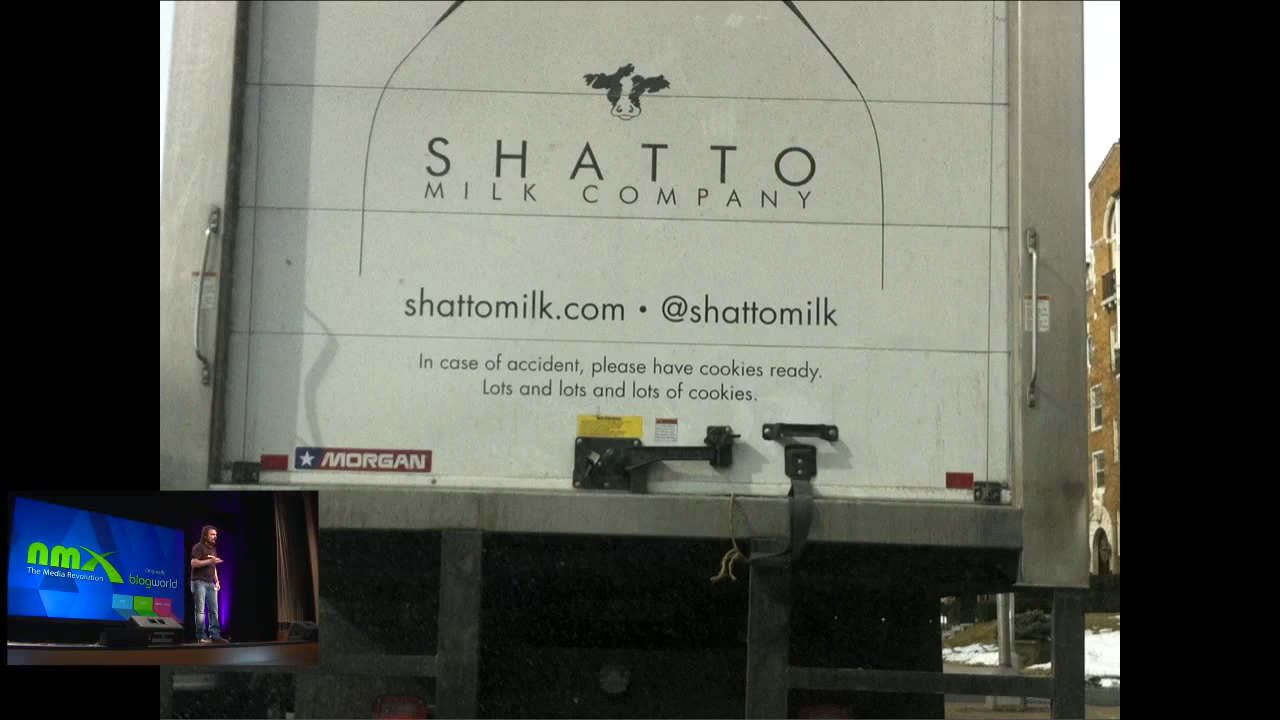 SHATTO
MILK COMPANY
shattomilk.com • @shattomilk
In case of accident, please have cookies ready.
Lots and lots and lots of cookies.
MORGAN
nmx
The Media Revolution
Originally
blogworld